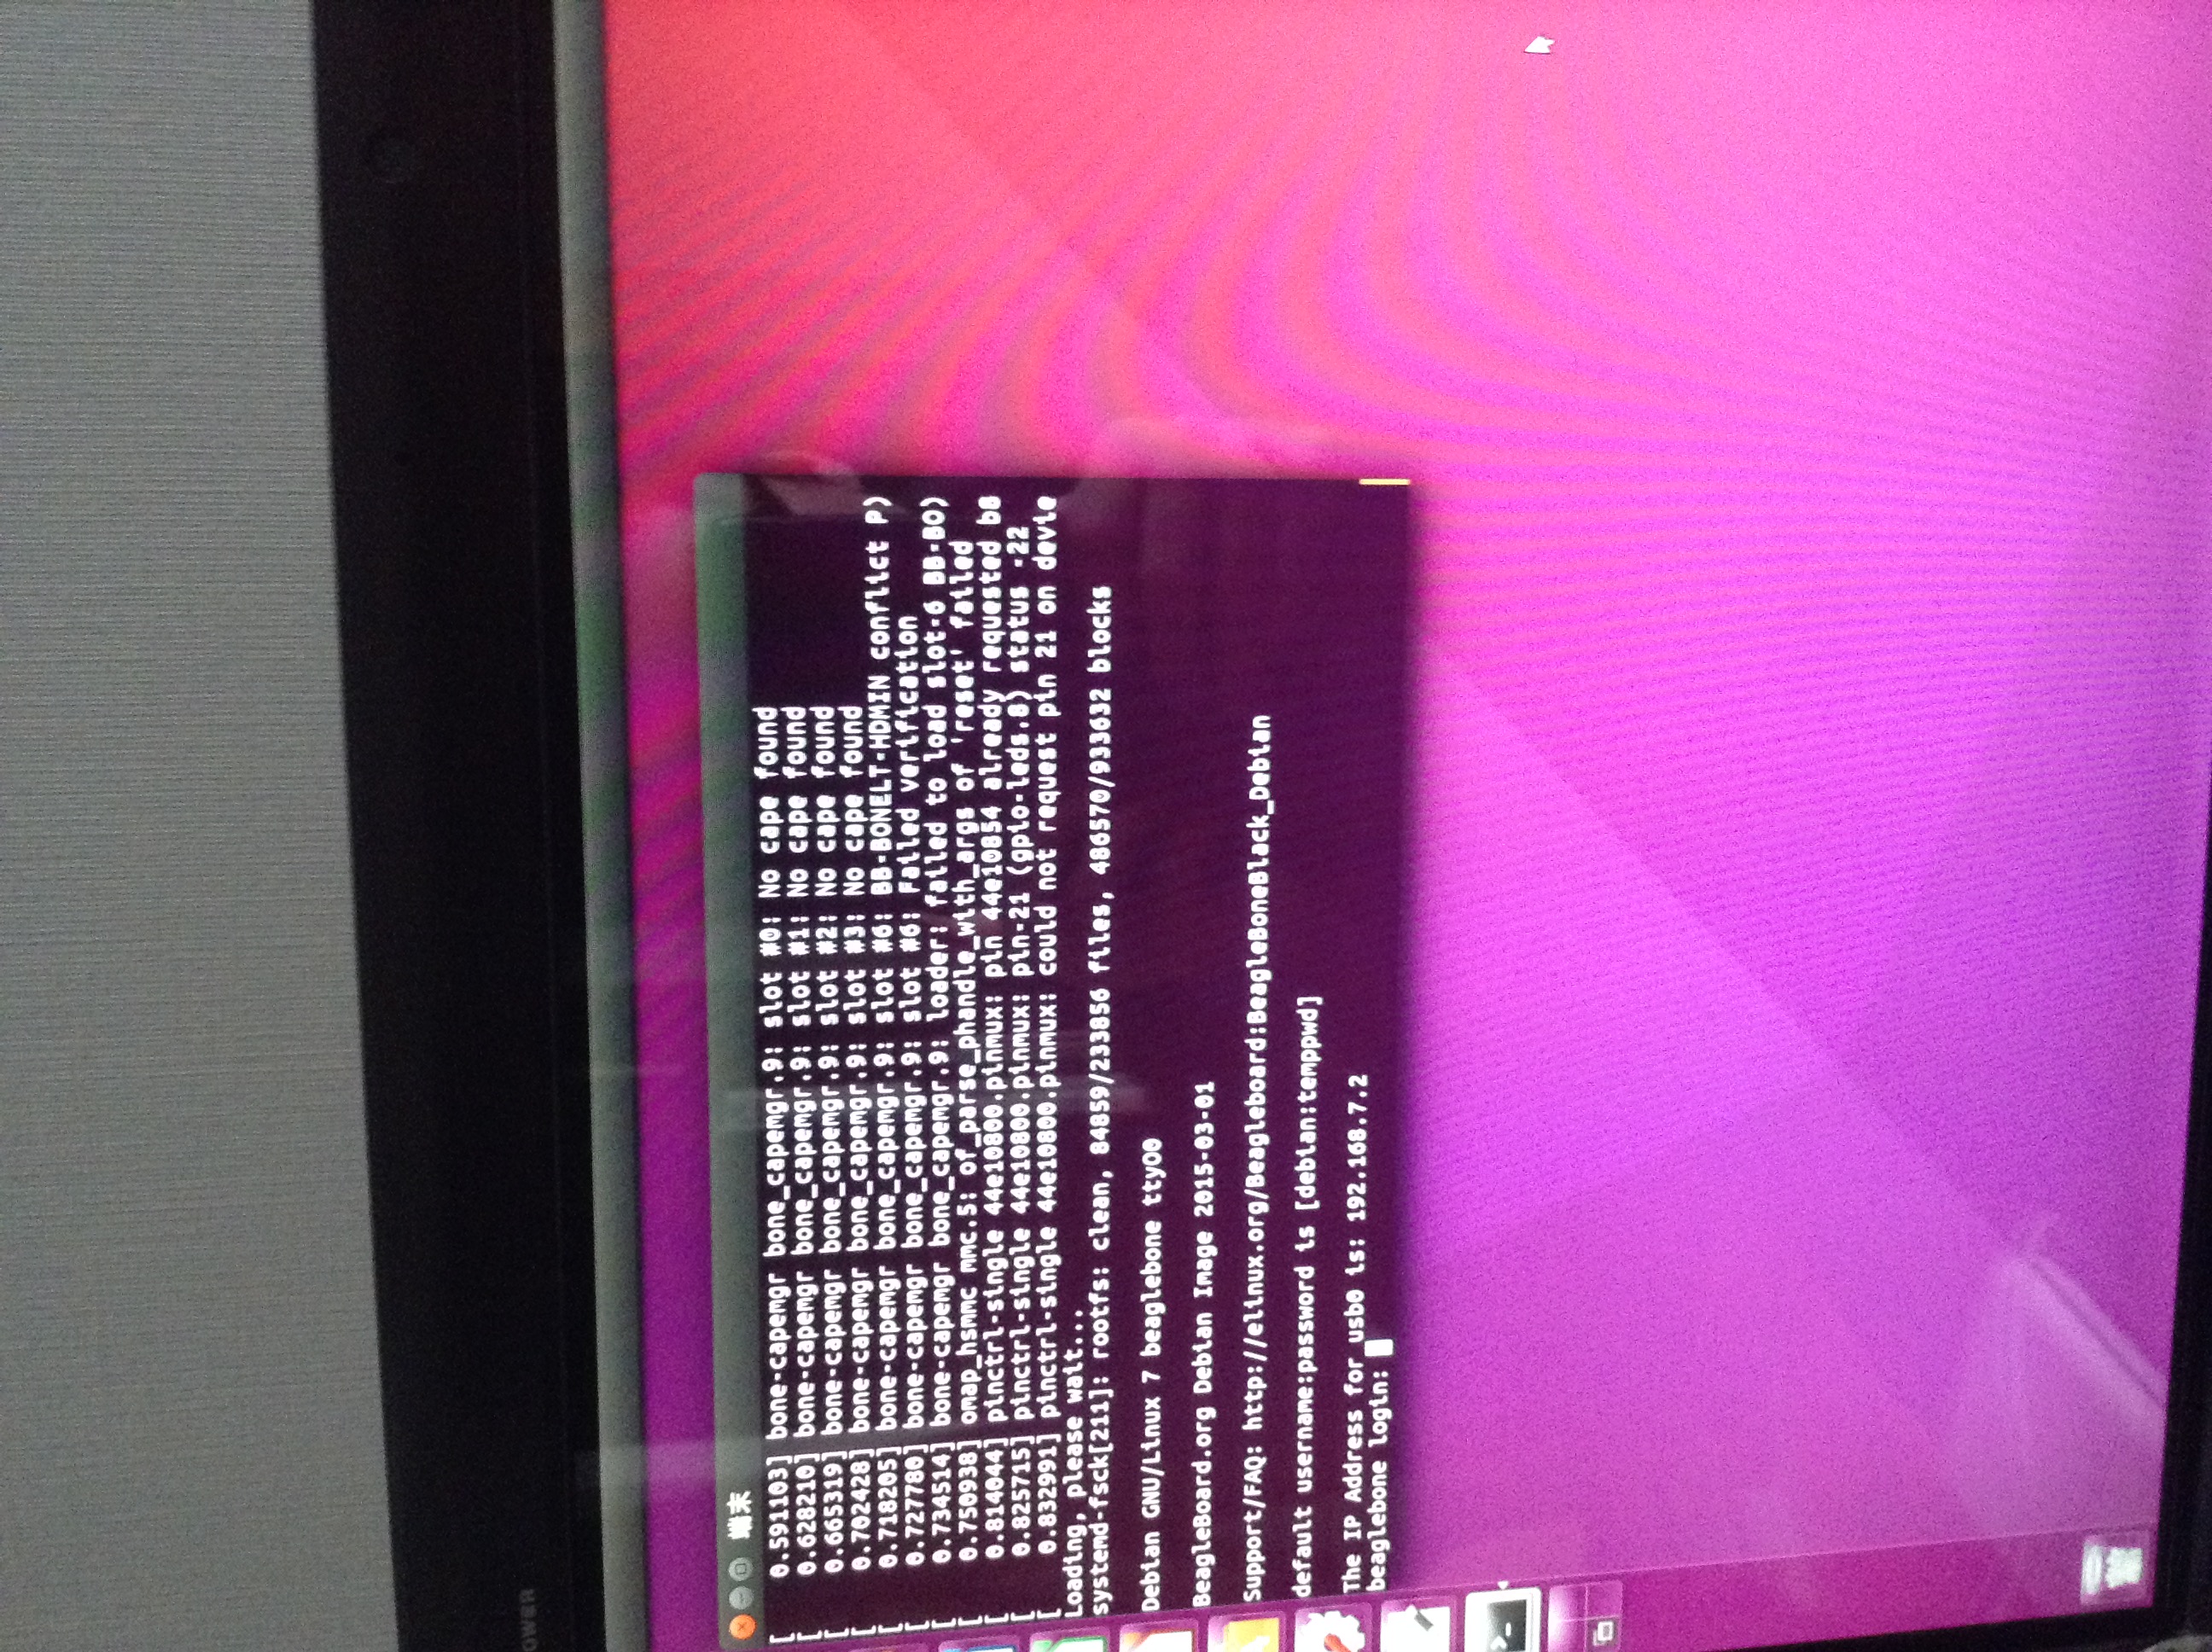 OWER
端末
[    0.591103] bone-capemgr bone_capemgr.9: slot #0: No cape found
[    0.628210] bone-capemgr bone_capemgr.9: slot #1: No cape found
[    0.665319] bone-capemgr bone_capemgr.9: slot #2: No cape found
[    0.702428] bone-capemgr bone_capemgr.9: slot #3: No cape found
[    0.718205] bone-capemgr bone_capemgr.9: slot #6: BB-BONELT-HDMIN conflict P)
[    0.727780] bone-capemgr bone_capemgr.9: slot #6: Failed verification
[    0.734514] bone-capemgr bone_capemgr.9: loader: failed to load slot-6 BB-BO)
[    0.750938] omap_hsmmc mmc.5: of_parse_phandle_with_args of 'reset' failed
[    0.814044] pinctrl-single 44e10800.pinmux: pin 44e10854 already requested b8
[    0.825715] pinctrl-single 44e10800.pinmux: pin-21 (gpio-leds.8) status -22
[    0.832991] pinctrl-single 44e10800.pinmux: could not request pin 21 on devie
Loading, please wait...
systemd-fsck[211]: rootfs: clean, 84859/233856 files, 486570/933632 blocks
Debian GNU/Linux 7 beaglebone ttyO0
BeagleBoard.org Debian Image 2015-03-01
Support/FAQ: http://elinux.org/Beagleboard:BeagleBoneBlack_Debian
default username:password is [debian:temppwd]
The IP Address for usb0 is: 192.168.7.2
beaglebone login: